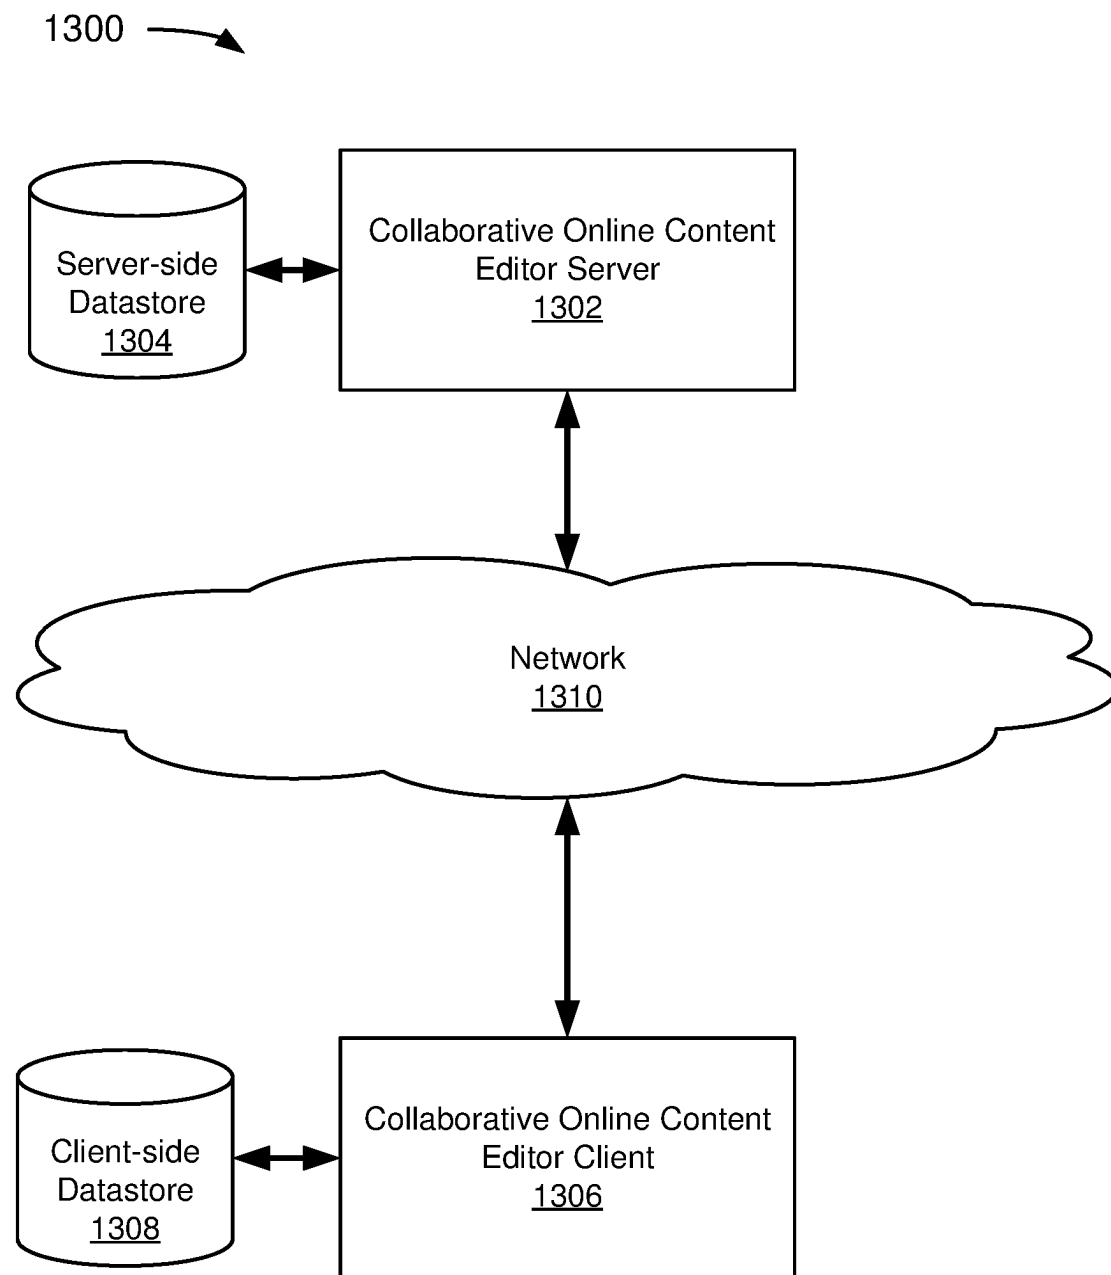 1300
Server-side
Datastore
1304
Collaborative Online Content
Editor Server
1302
Network
1310
Client-side
Datastore
1308
Collaborative Online Content
Editor Client
1306